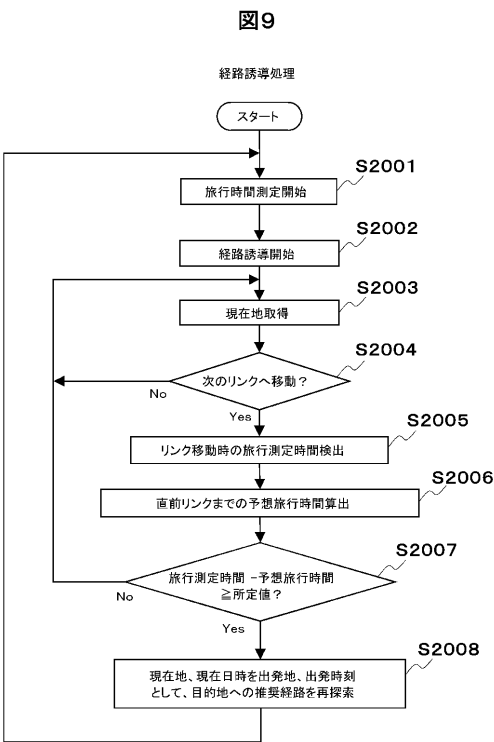 図9
経路誘導処理
スタート
S2001
旅行時間測定開始
S2002
経路誘導開始
S2003
現在地取得
S2004
次のリンクへ移動?
No
Yes
S2005
リンク移動時の旅行測定時間検出
S2006
直前リンクまでの予想旅行時間算出
S2007
旅行測定時間 -予想旅行時間
≧所定値?
No
Yes
S2008
現在地、現在日時を出発地、出発時刻
として、目的地への推奨経路を再探索